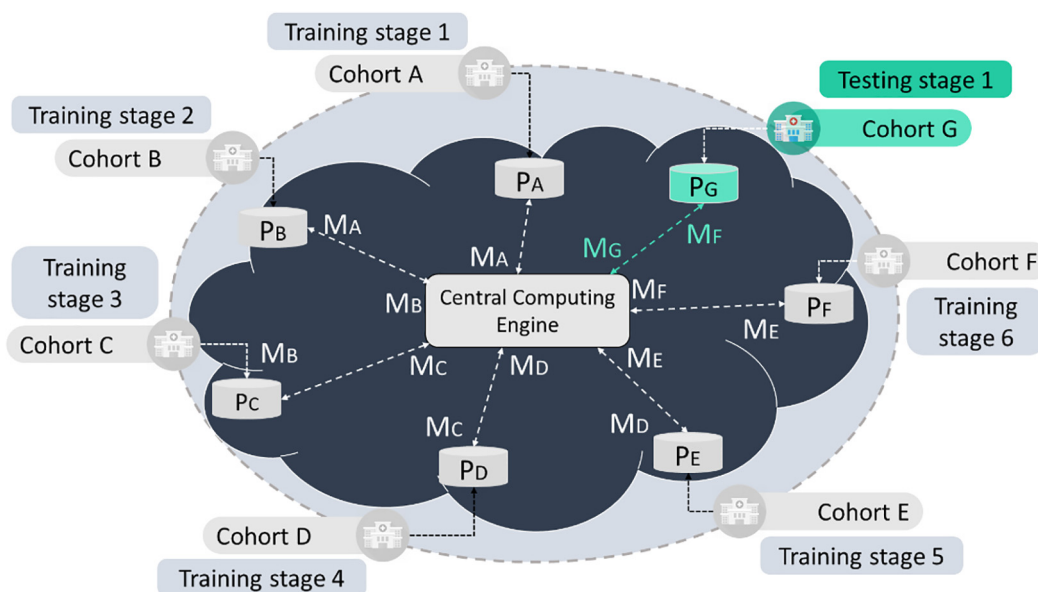 Training stage 1
Cohort A
Testing stage 1
Cohort G
Training stage 2
Cohort B
PA
PG
PB
MA
MF
MG
MA
Training
stage 3
Cohort C
MB
Central Computing
Engine
MF
PF
ME
Cohort F
Training
stage 6
MB
PC
MC
MD
ME
MC
PD
MD
PE
Cohort D
Training stage 4
Cohort E
Training stage 5